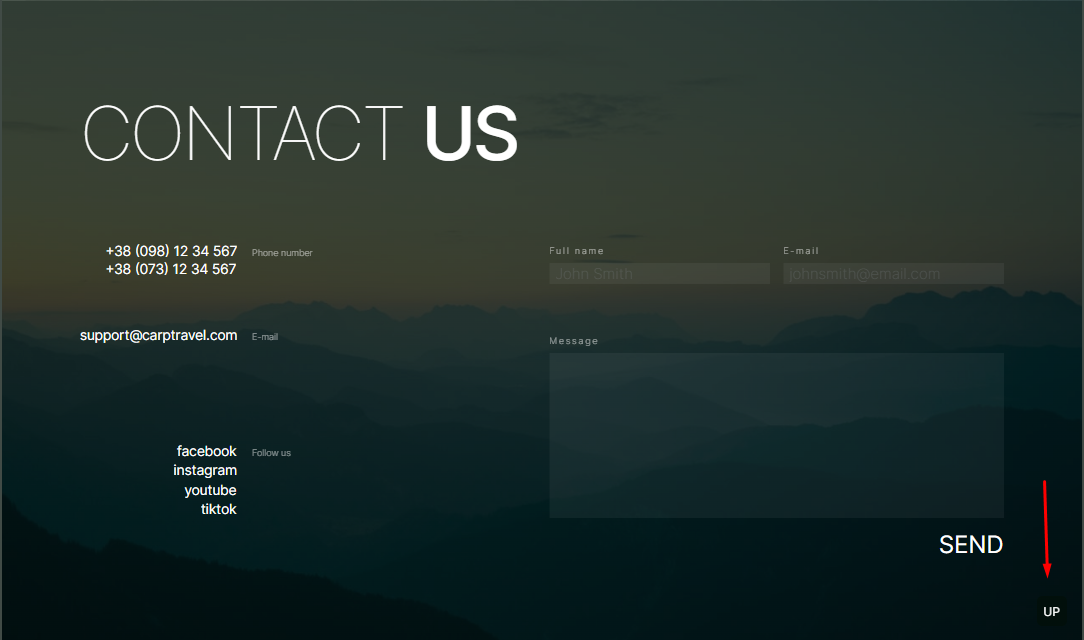 CONTACT US
+38 (098) 12 34 567 Phone number
+38 (073) 12 34 567
support@carptravel.com E-mail
facebook Follow us
instagram
youtube
tiktok
Full name E-mail
John Smith johnsmith@email.com
Message
SEND
UP